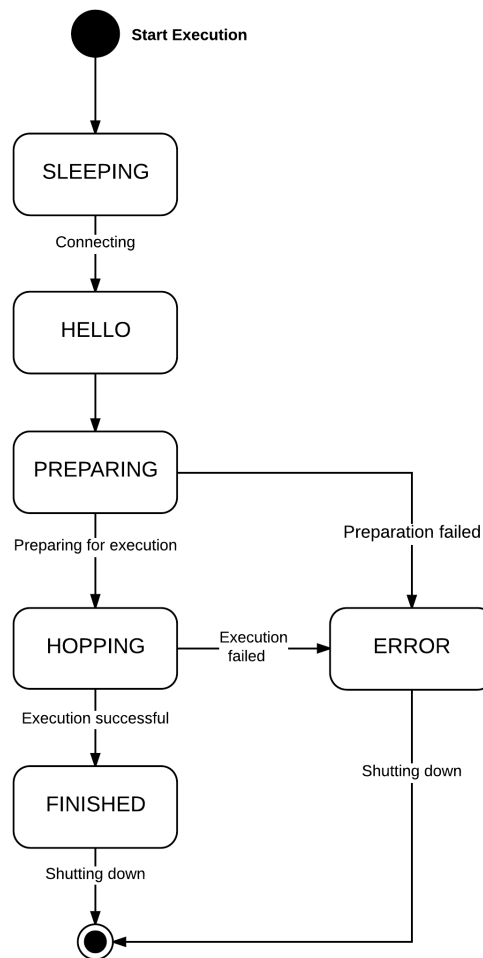 Start Execution
SLEEPING
Connecting
HELLO
PREPARING
Preparation failed
Preparing for execution
HOPPING
Execution
failed
ERROR
Execution successful
Shutting down
FINISHED
Shutting down